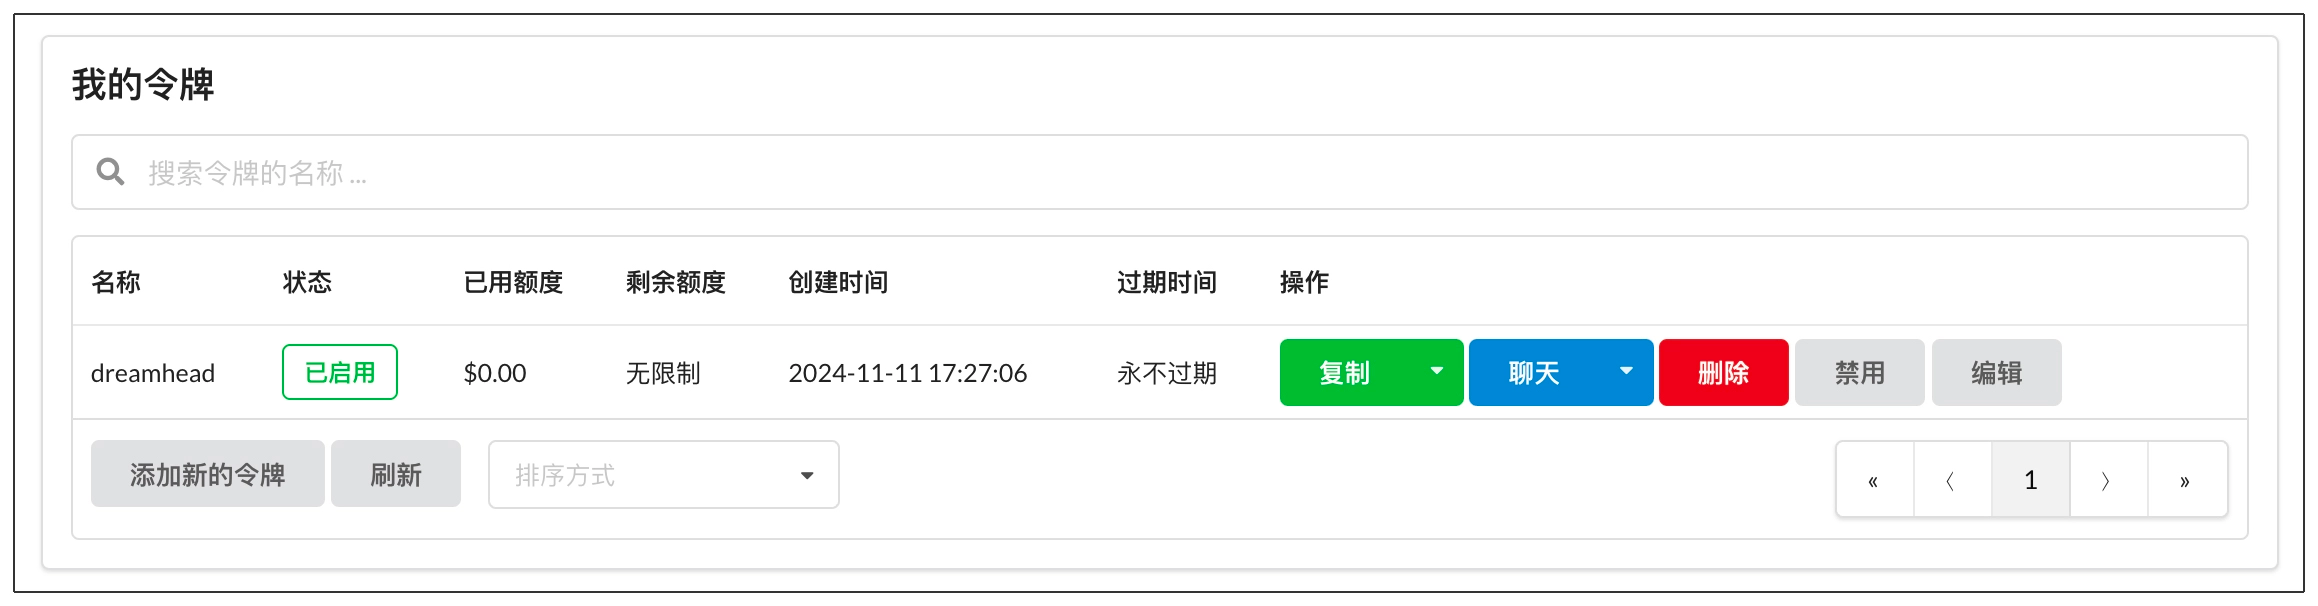 我的令牌
搜索令牌的名称 ...
名称 状态 已用额度 剩余额度 创建时间 过期时间 操作
dreamhead 已启用 $0.00 无限制 2024-11-11 17:27:06 永不过期 复制 聊天 删除 禁用 编辑
添加新的令牌 刷新 排序方式 « 〈 1 〉 »